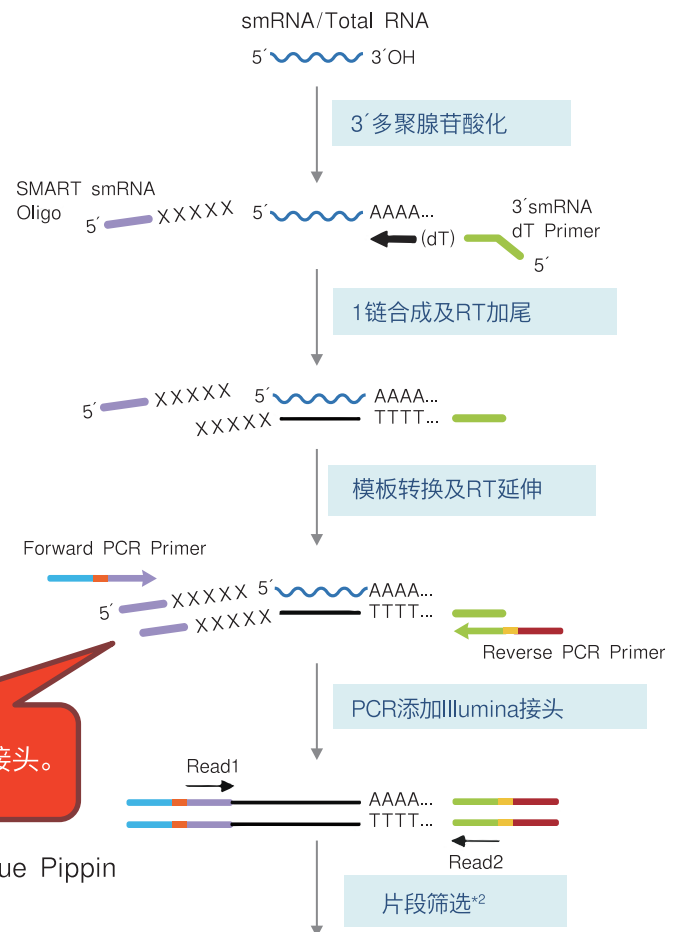 smRNA/Total RNA
5´ 3´OH
3´多聚腺苷酸化
SMART smRNA
Oligo
5´ XXXXX 5´ AAAA...
(dT)
3´smRNA
dT Primer
5´
1链合成及RT加尾
5´ XXXXX 5´ AAAA...
XXXXX TTTT...
模板转换及RT延伸
Forward PCR Primer
5´ XXXXX 5´ AAAA...
XXXXX TTTT...
Reverse PCR Primer
PCR添加Illumina接头
接头。
Read1
AAAA...
TTTT...
Read2
ue Pippin
片段筛选*2